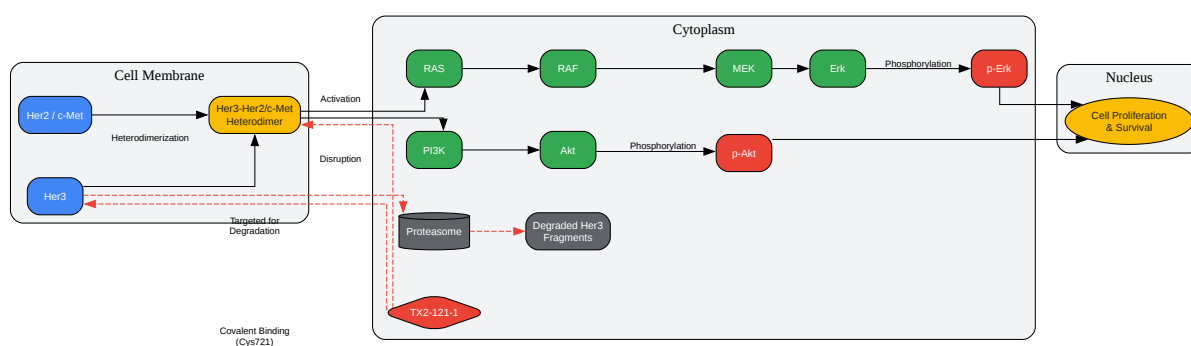 Cytoplasm
Cell Membrane
Nucleus
RAS
RAF
MEK
Erk
Phosphorylation
p-Erk
Her2 / c-Met
Heterodimerization
Her3-Her2/c-Met
Heterodimer
Activation
Disruption
PI3K
Akt
Phosphorylation
p-Akt
Cell Proliferation
& Survival
Her3
Targeted for
Degradation
Proteasome
Degraded Her3
Fragments
TX2-121-1
Covalent Binding
(Cys721)